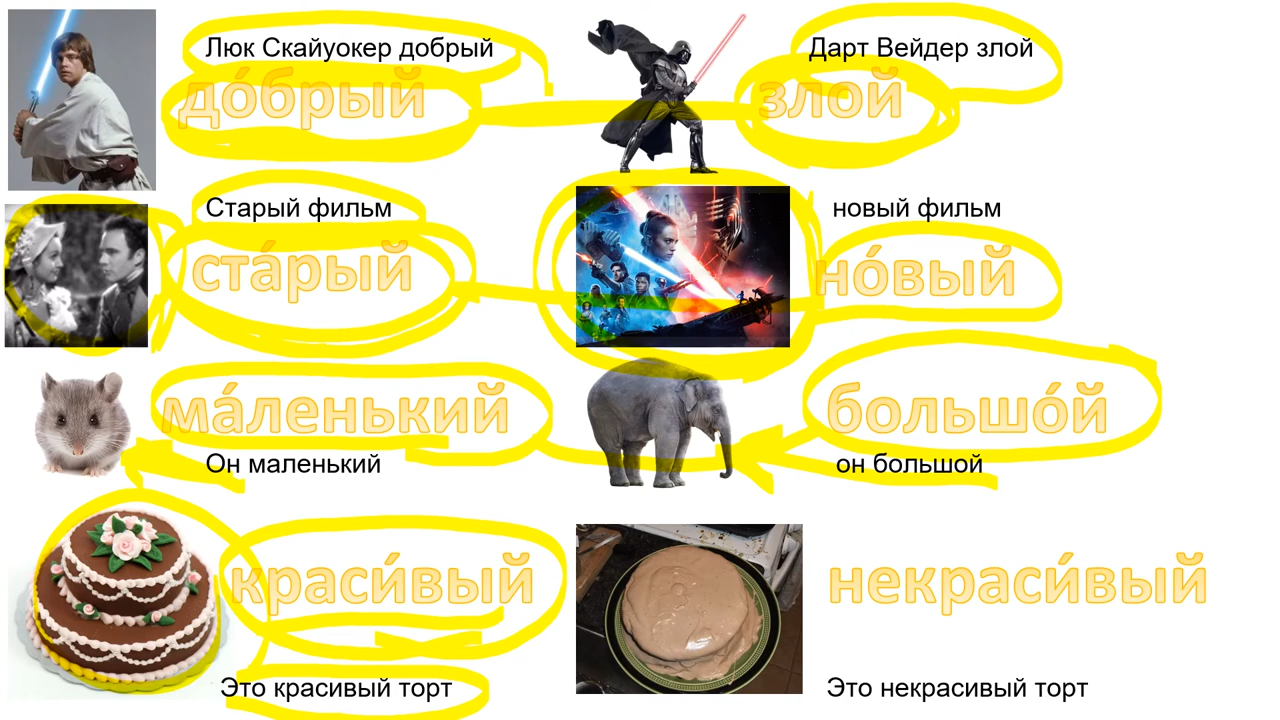 Люк Скайуокер добрый
Дарт Вейдер злой
до́брый
злой
Старый фильм
новый фильм
ста́рый
но́вый
ма́ленький
большо́й
Он маленький
он большой
краси́вый
некраси́вый
Это красивый торт
Это некрасивый торт